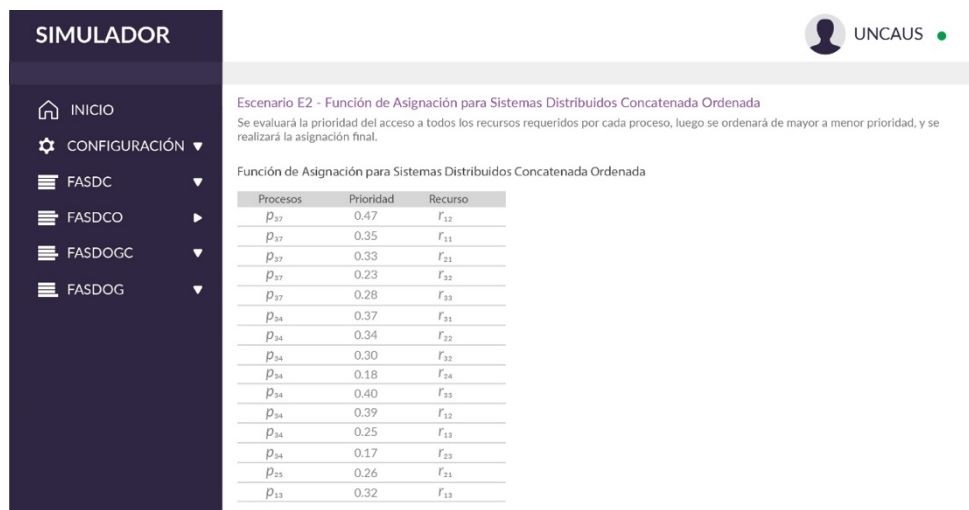 SIMULADOR
UNCAUS
INICIO
CONFIGURACIÓN
FASDC
FASDCO
FASDOGC
FASDOG
Escenario E2 - Función de Asignación para Sistemas Distribuidos Concatenada Ordenada
Se evaluará la prioridad del acceso a todos los recursos requeridos por cada proceso, luego se ordenará de mayor a menor prioridad, y se
realizará la asignación final.
Función de Asignación para Sistemas Distribuidos Concatenada Ordenada
Procesos Prioridad Recurso
p₃₇ 0.47 r₁₂
p₃₇ 0.35 r₁₁
p₃₇ 0.33 r₂₁
p₃₇ 0.23 r₃₂
p₃₇ 0.28 r₃₃
p₃₄ 0.37 r₃₁
p₃₄ 0.34 r₂₂
p₃₄ 0.30 r₃₂
p₃₄ 0.18 r₂₄
p₃₄ 0.40 r₃₃
p₃₄ 0.39 r₁₂
p₃₄ 0.25 r₁₃
p₃₄ 0.17 r₂₃
p₂₅ 0.26 r₂₁
p₁₃ 0.32 r₁₃